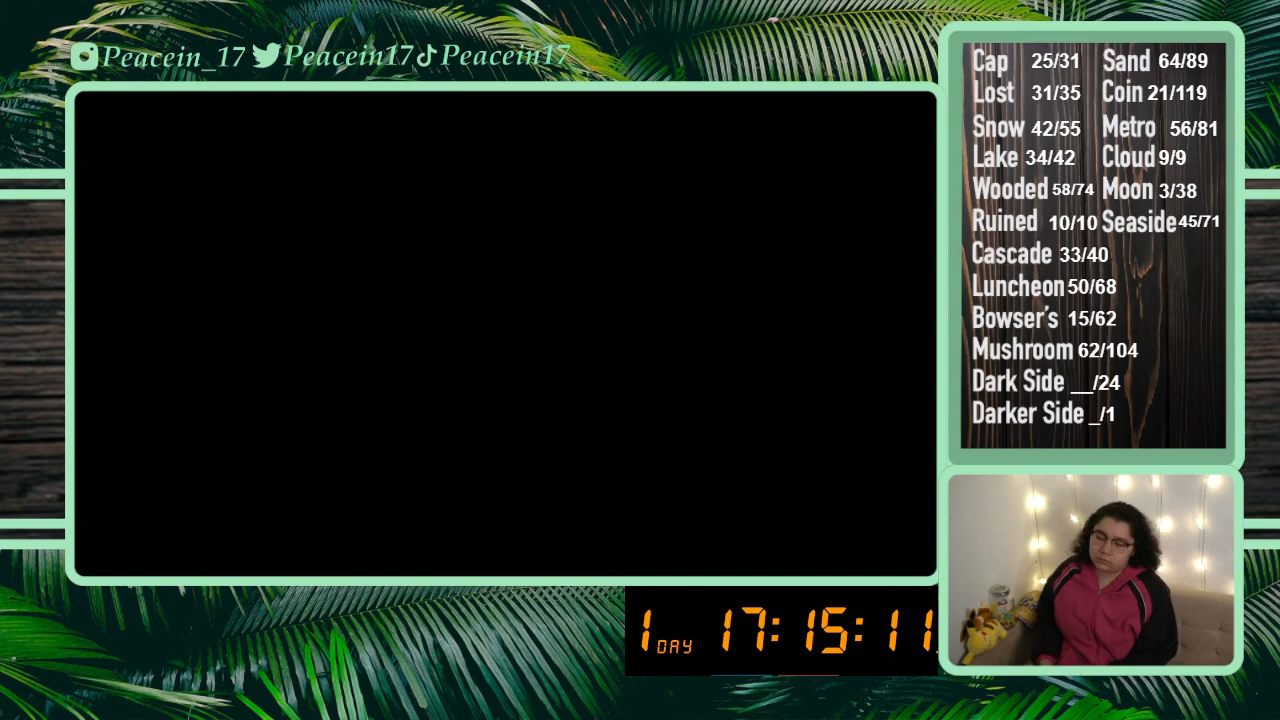 Peacein_17 Peacein17 Peacein17
Cap 25/31 Sand 64/89
Lost 31/35 Coin 21/119
Snow 42/55 Metro 56/81
Lake 34/42 Cloud 9/9
Wooded 58/74 Moon 3/38
Ruined 10/10 Seaside 45/71
Cascade 33/40
Luncheon 50/68
Bowser's 15/62
Mushroom 62/104
Dark Side __/24
Darker Side _/1
1 DAY 17:15:11